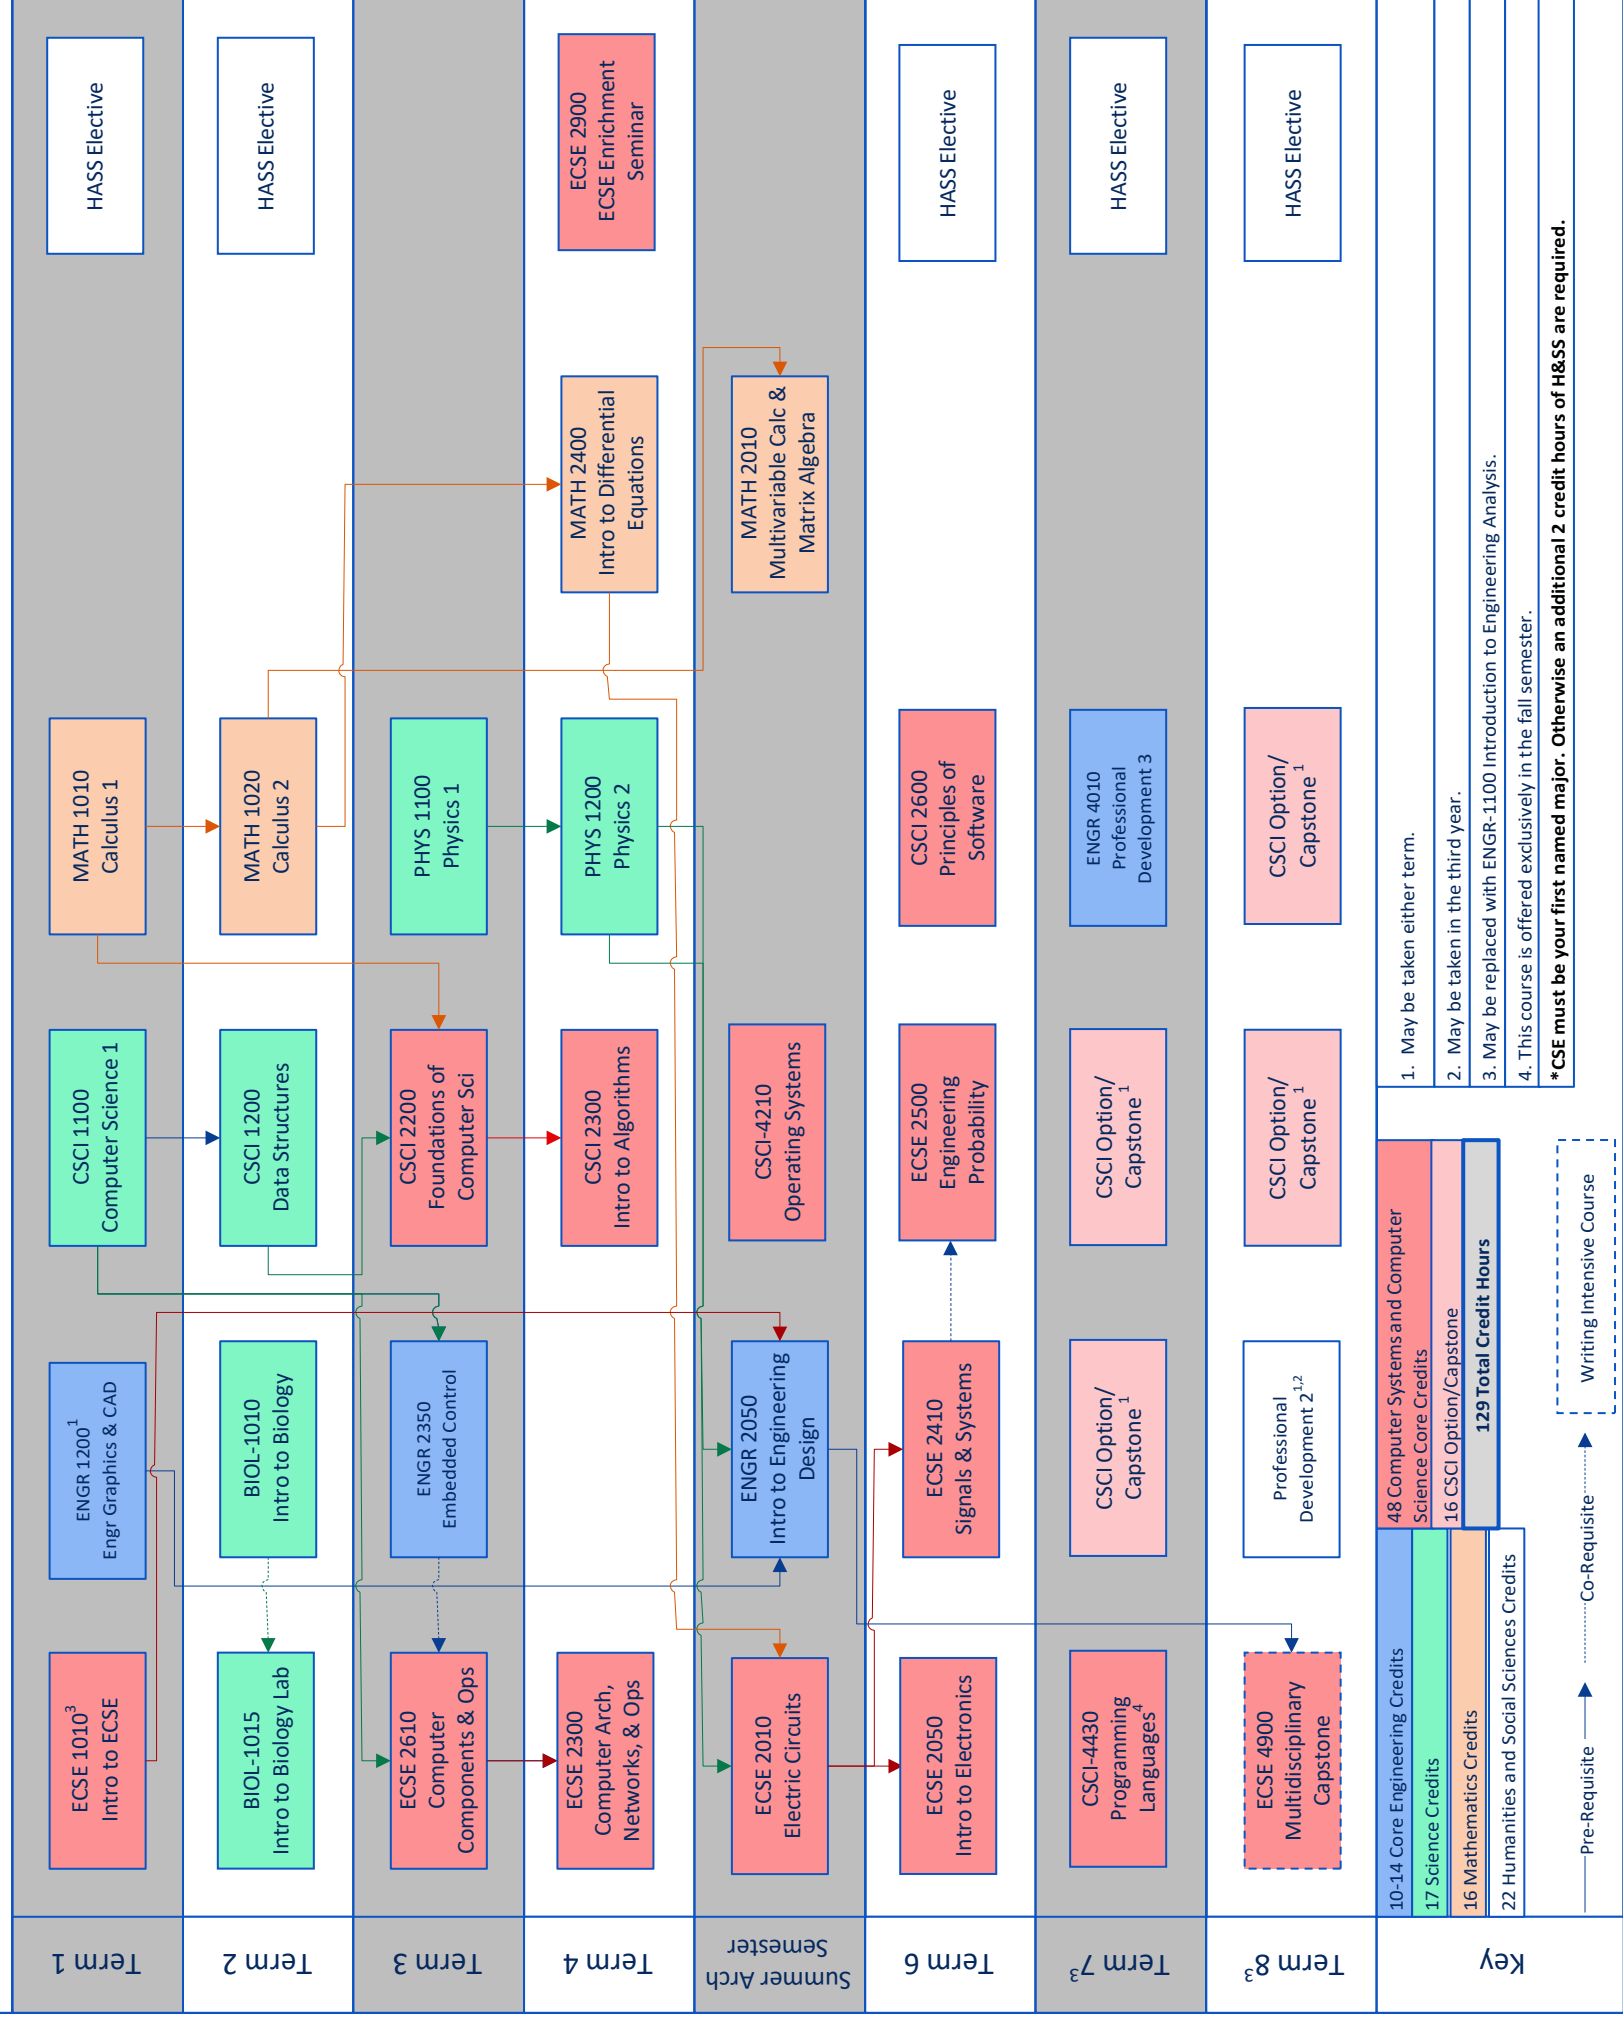 Term 1
ECSE 1010³
Intro to ECSE
ENGR 1200¹
Engr Graphics & CAD
CSCI 1100
Computer Science 1
MATH 1010
Calculus 1
HASS Elective
Term 2
BIOL-1015
Intro to Biology Lab
BIOL-1010
Intro to Biology
CSCI 1200
Data Structures
MATH 1020
Calculus 2
HASS Elective
Term 3
ECSE 2610
Computer
Components & Ops
ENGR 2350
Embedded Control
CSCI 2200
Foundations of
Computer Sci
PHYS 1100
Physics 1
Term 4
ECSE 2300
Computer Arch,
Networks, & Ops
CSCI 2300
Intro to Algorithms
PHYS 1200
Physics 2
MATH 2400
Intro to Differential
Equations
ECSE 2900
ECSE Enrichment
Seminar
Summer Arch
Semester
ECSE 2010
Electric Circuits
ENGR 2050
Intro to Engineering
Design
CSCI-4210
Operating Systems
MATH 2010
Multivariable Calc &
Matrix Algebra
Term 6
ECSE 2050
Intro to Electronics
ECSE 2410
Signals & Systems
ECSE 2500
Engineering
Probability
CSCI 2600
Principles of
Software
HASS Elective
Term 7³
CSCI-4430
Programming
Languages⁴
CSCI Option/
Capstone ¹
CSCI Option/
Capstone¹
ENGR 4010
Professional
Development 3
HASS Elective
Term 8³
ECSE 4900
Multidisciplinary
Capstone
Professional
Development 2¹,²
CSCI Option/
Capstone¹
CSCI Option/
Capstone ¹
HASS Elective
Key
10-14 Core Engineering Credits
17 Science Credits
16 Mathematics Credits
22 Humanities and Social Sciences Credits
48 Computer Systems and Computer
Science Core Credits
16 CSCI Option/Capstone
129 Total Credit Hours
Pre-Requisite
Co-Requisite
Writing Intensive Course
1. May be taken either term.
2. May be taken in the third year.
3. May be replaced with ENGR-1100 Introduction to Engineering Analysis.
4. This course is offered exclusively in the fall semester.
*CSE must be your first named major. Otherwise an additional 2 credit hours of H&SS are required.